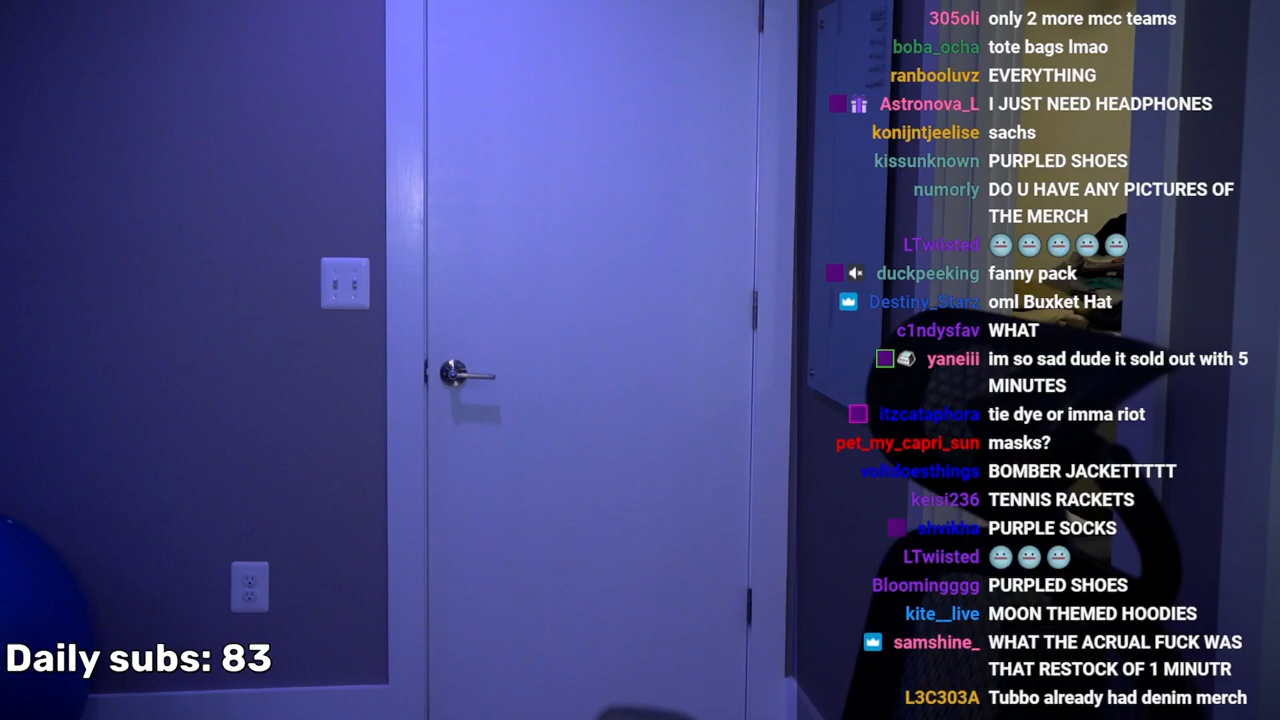 305oli only 2 more mcc teams
boba_ocha tote bags lmao
ranbooluvz EVERYTHING
Astronova_L I JUST NEED HEADPHONES
konijntjeelise sachs
kissunknown PURPLED SHOES
numorly DO U HAVE ANY PICTURES OF
THE MERCH
LTwiisted
duckpeeking fanny pack
Destiny_Starz oml Buxket Hat
c1ndysfav WHAT
yaneiii im so sad dude it sold out with 5
MINUTES
itzcataphora tie dye or imma riot
pet_my_capri_sun masks?
voltdoesthings BOMBER JACKETTTTT
keisi236 TENNIS RACKETS
shvikha PURPLE SOCKS
LTwiisted
Bloomingggg PURPLED SHOES
kite__live MOON THEMED HOODIES
samshine_ WHAT THE ACRUAL FUCK WAS
THAT RESTOCK OF 1 MINUTR
L3C303A Tubbo already had denim merch
Daily subs: 83